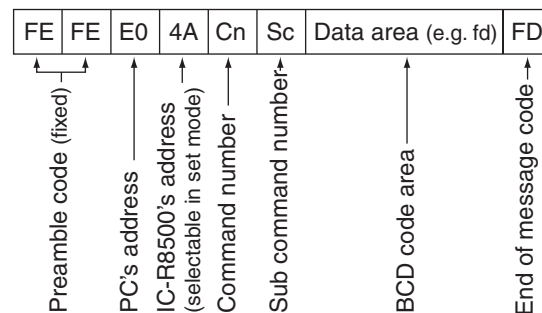 FE FE E0 4A Cn Sc Data area (e.g. fd) FD
Preamble code (fixed)
PC's address
IC-R8500's address
(selectable in set mode)
Command number
Sub command number
BCD code area
End of message code